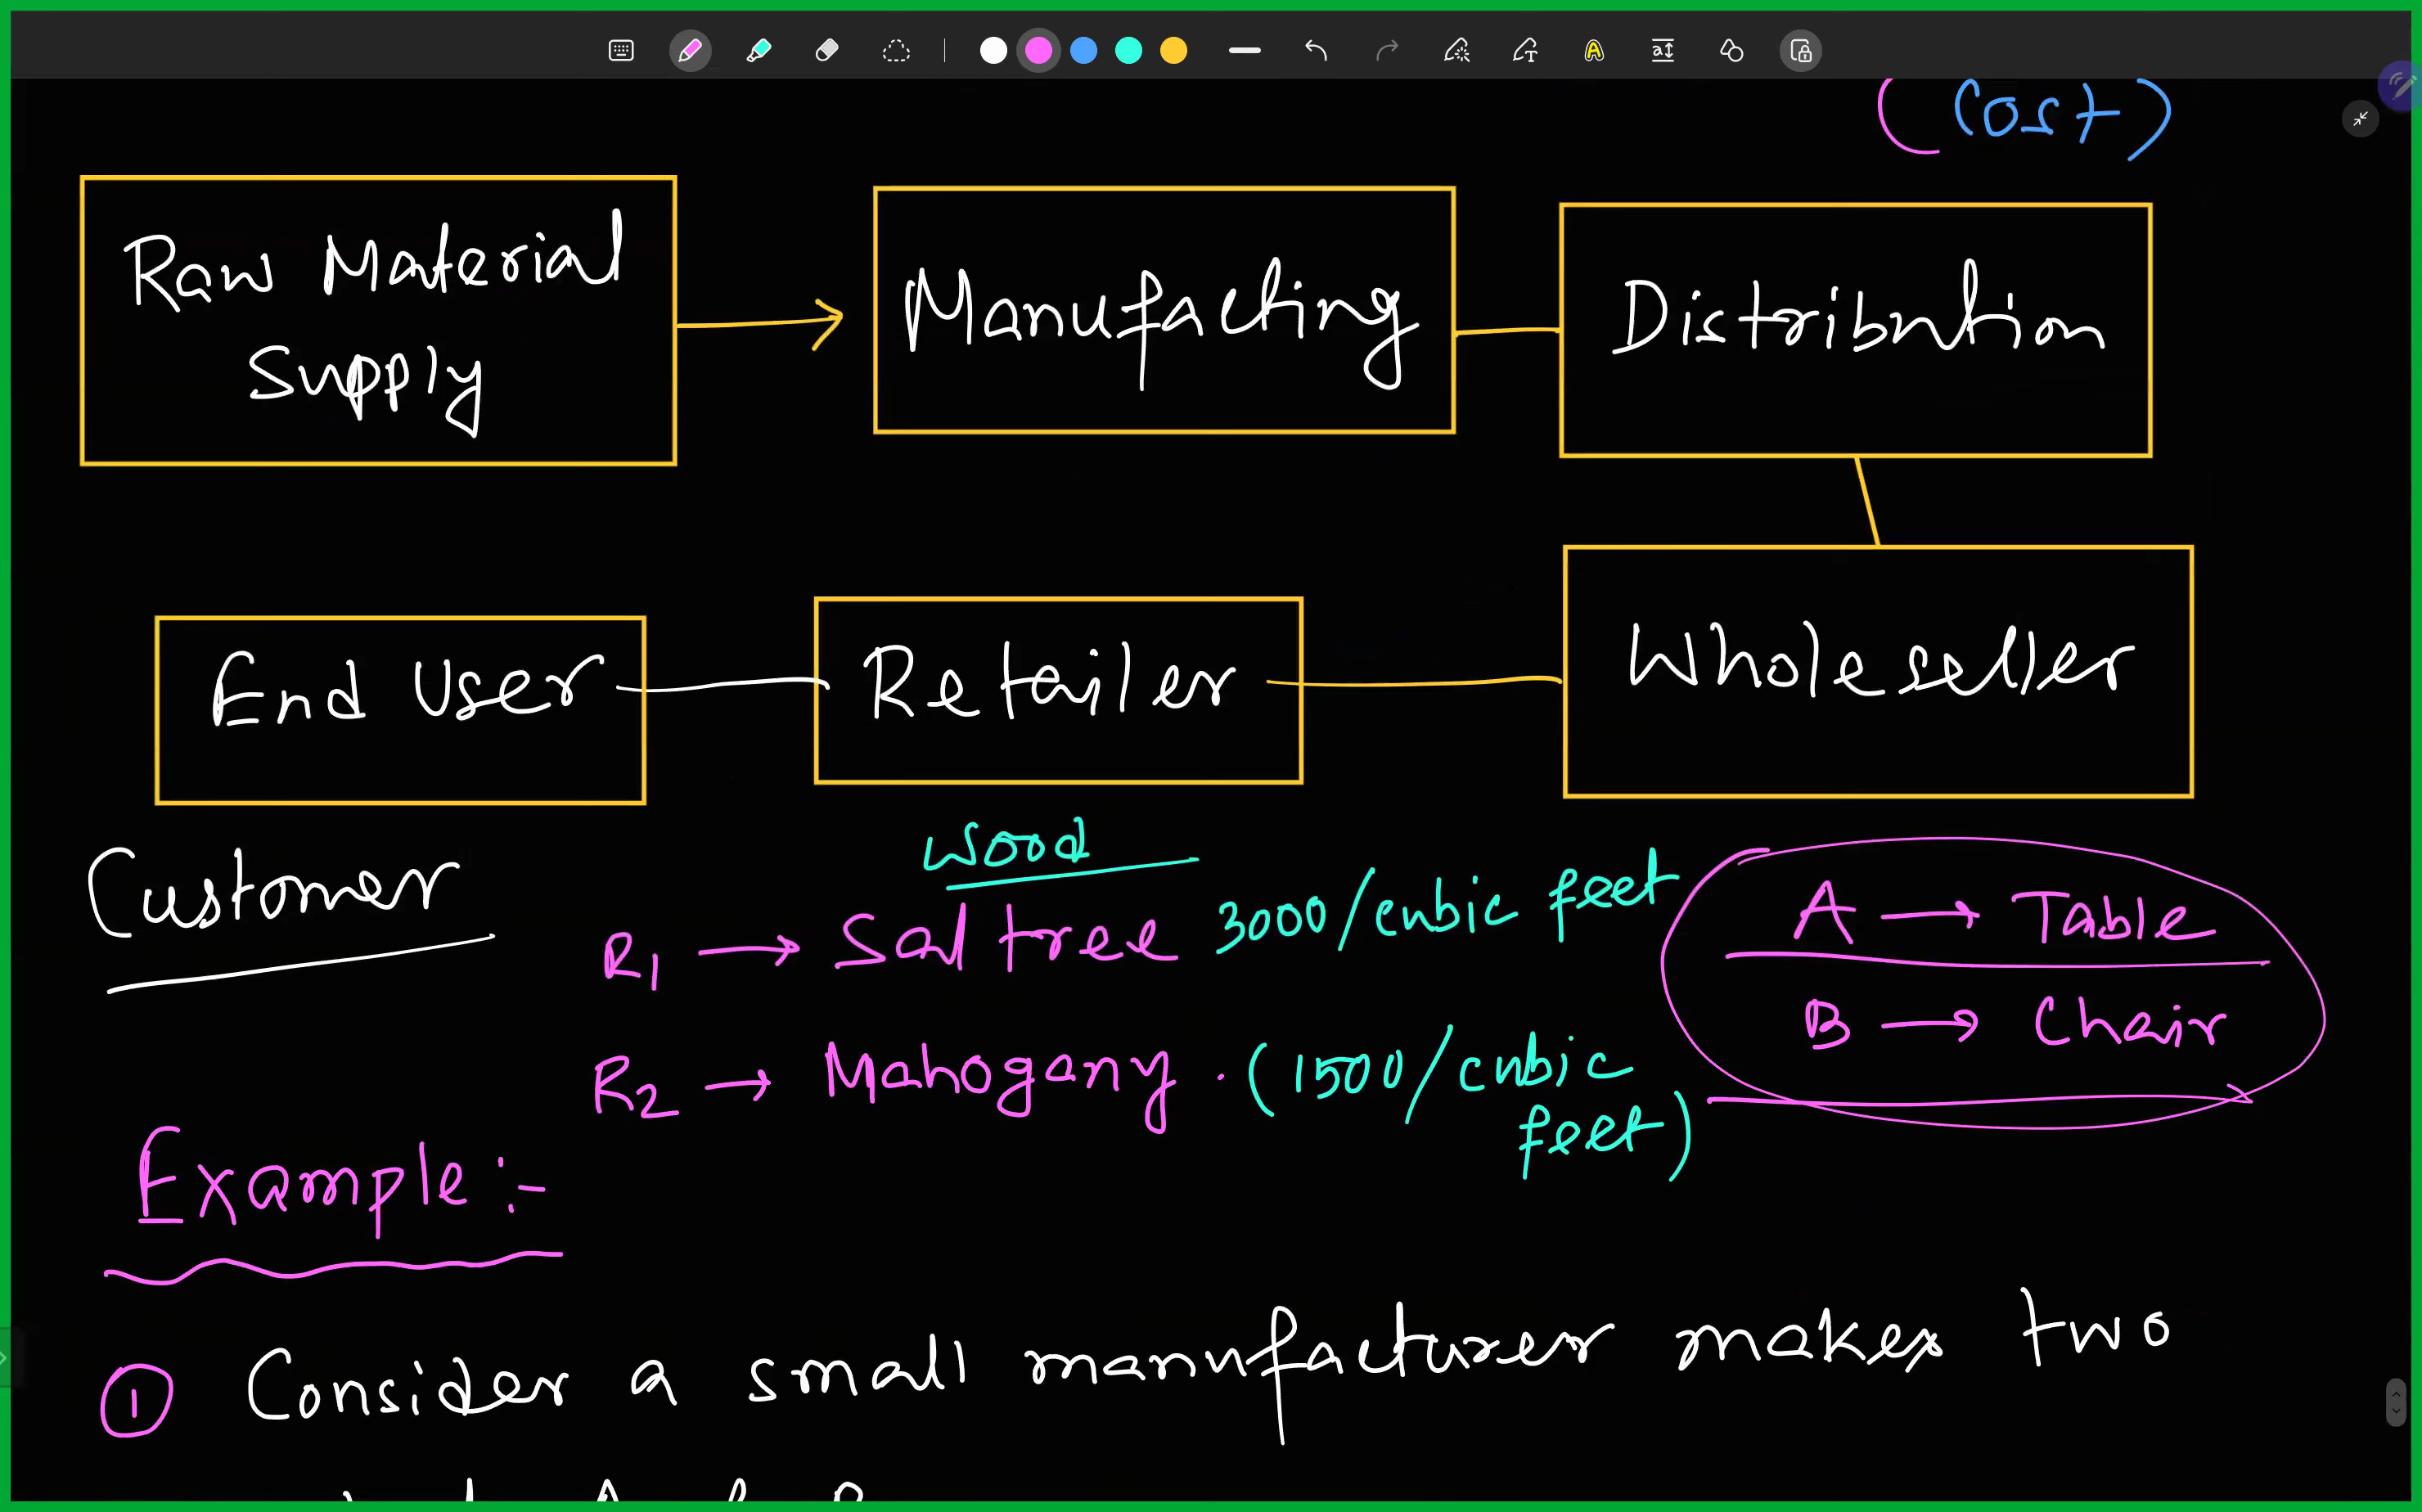 (Cost)
Raw Material
Supply
Manufacting
Distribution
End User
Retailer
Wholeseller
Customer
Wood
R1 → Sal tree 3000/cubic feet
R2 → Mahogany. (1500/cubic
feet)
A → Table
B → Chair
Example :-
① Consider a small manufacturer makes two